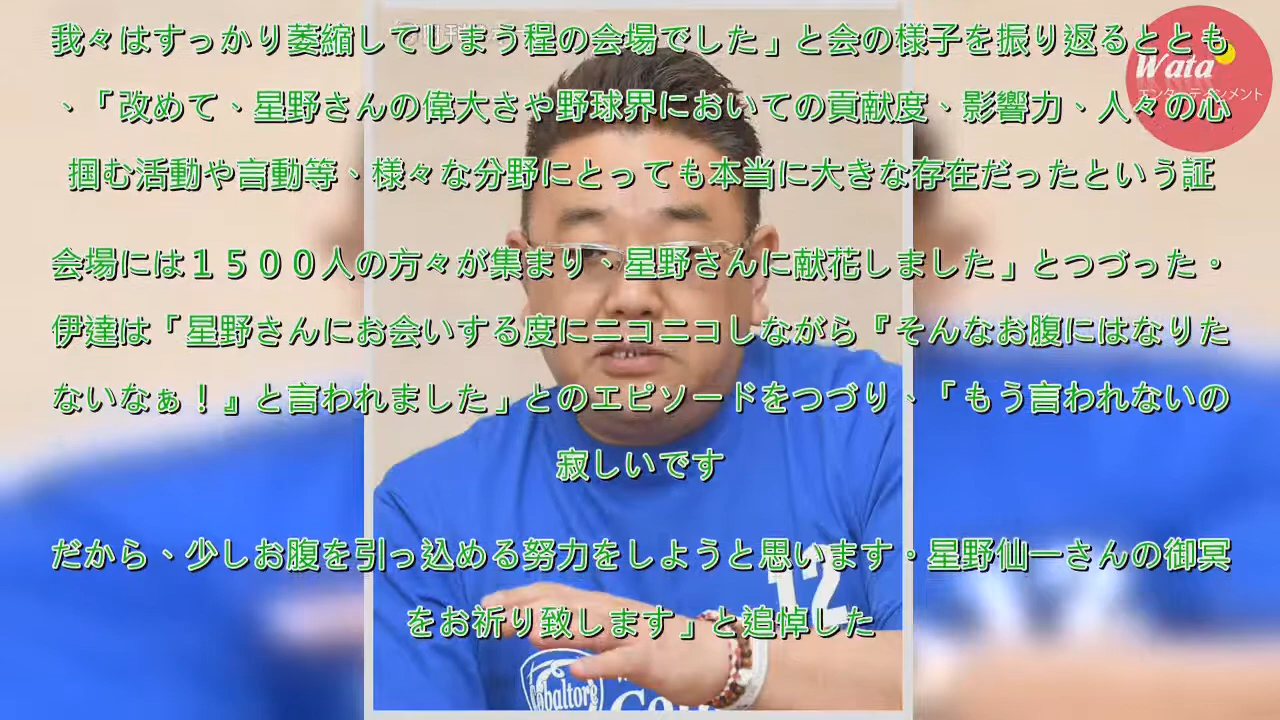 我々はすっかり萎縮してしまう程の会場でした」と会の様子を振り返るととも
、「改めて、星野さんの偉大さや野球界においての貢献度、影響力、人々の心
掴む活動や言動等、様々な分野にとっても本当に大きな存在だったという証
会場には１５００人の方々が集まり、星野さんに献花しました」とつづった・
伊達は「星野さんにお会いする度にニコニコしながら『そんなお腹にはなりた
ないなぁ！』と言われました」とのエピソードをつづり、「もう言われないの
寂しいです
だから、少しお腹を引っ込める努力をしようと思います・星野仙一さんの御冥
をお祈り致します」と追悼した
Wata
エンターテインメント
12
Cobaltore